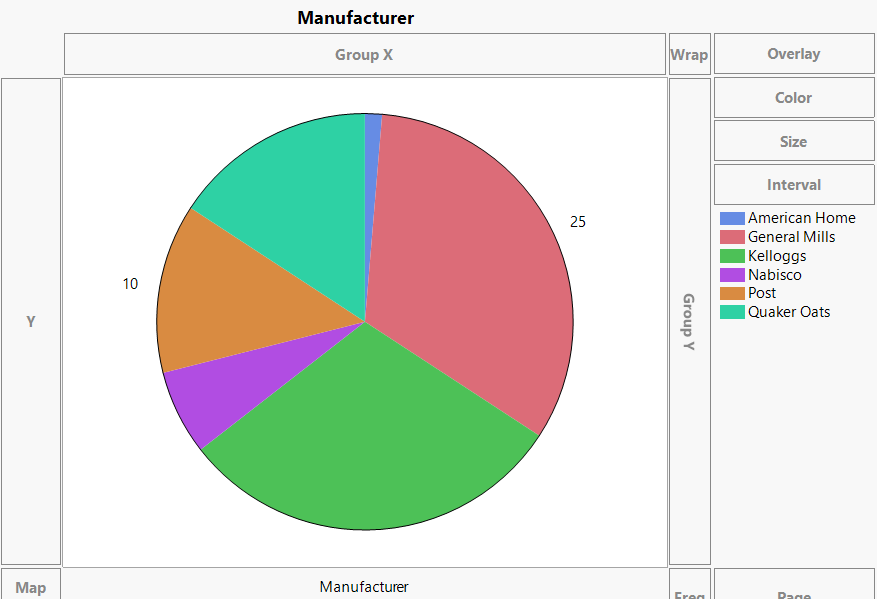 Manufacturer
Group X
Wrap
Overlay
Color
Size
Interval
American Home
General Mills
Kelloggs
Nabisco
Post
Quaker Oats
25
10
Y
Group Y
Map
Manufacturer
Freq
Page